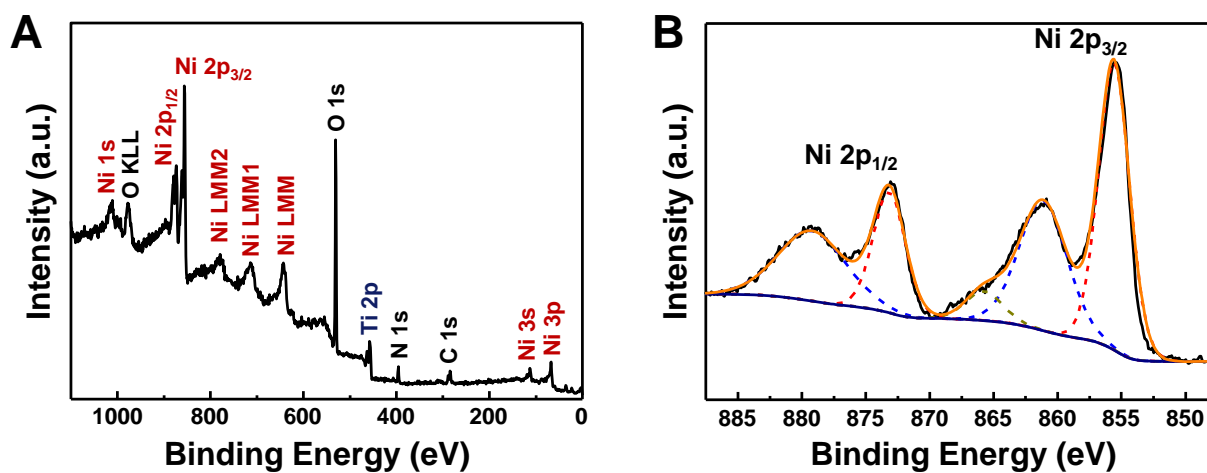 A
Intensity (a.u.)
Ni 1s
O KLL
Ni 2p1/2
Ni 2p3/2
Ni LMM2
Ni LMM1
Ni LMM
O 1s
Ti 2p
N 1s
C 1s
Ni 3s
Ni 3p
1000 800 600 400 200 0
Binding Energy (eV)
B
Intensity (a.u.)
Ni 2p1/2
Ni 2p3/2
885 880 875 870 865 860 855 850
Binding Energy (eV)